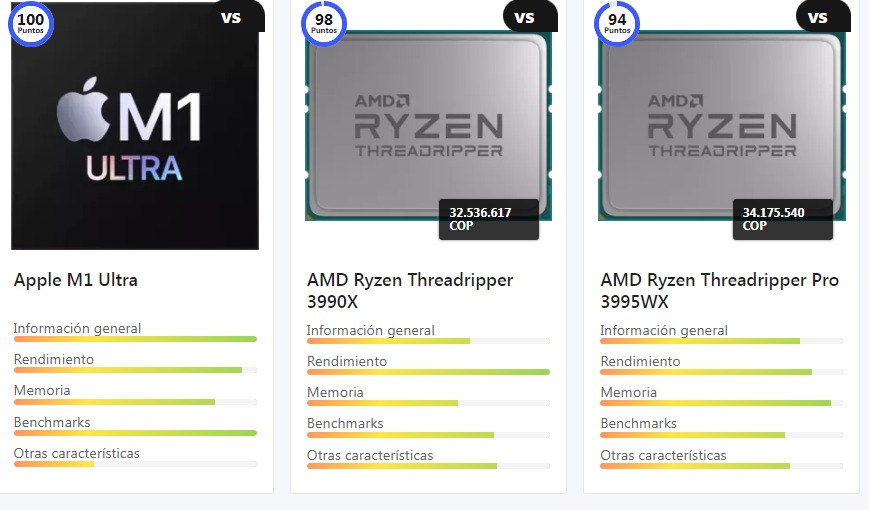 100
Puntos
VS
M1
ULTRA
Apple M1 Ultra
Información general
Rendimiento
Memoria
Benchmarks
Otras características
98
Puntos
VS
AMD
RYZEN
THREADRIPPER
32.536.617
COP
AMD Ryzen Threadripper
3990X
Información general
Rendimiento
Memoria
Benchmarks
Otras características
94
Puntos
VS
AMD
RYZEN
THREADRIPPER
34.175.540
COP
AMD Ryzen Threadripper Pro
3995WX
Información general
Rendimiento
Memoria
Benchmarks
Otras características